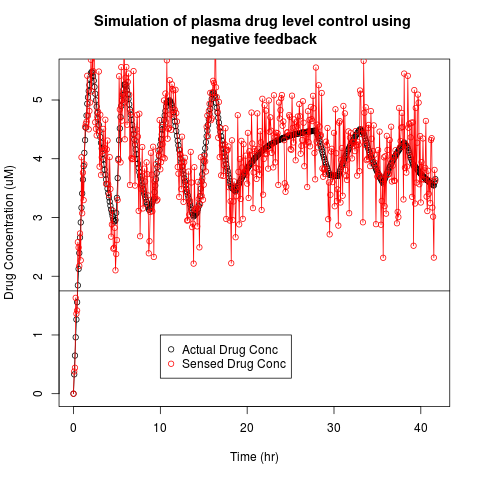 Simulation of plasma drug level control using
negative feedback
Drug Concentration (uM)
5
4
3
2
1
0
Actual Drug Conc
Sensed Drug Conc
0 10 20 30 40
Time (hr)